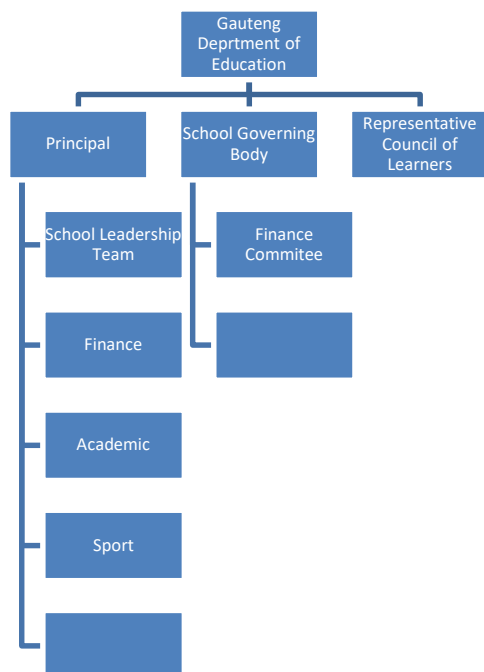 Gauteng
Deprtment of
Education
Principal
School Governing
Body
Representative
Council of
Learners
School Leadership
Team
Finance
Commitee
Finance
Academic
Sport